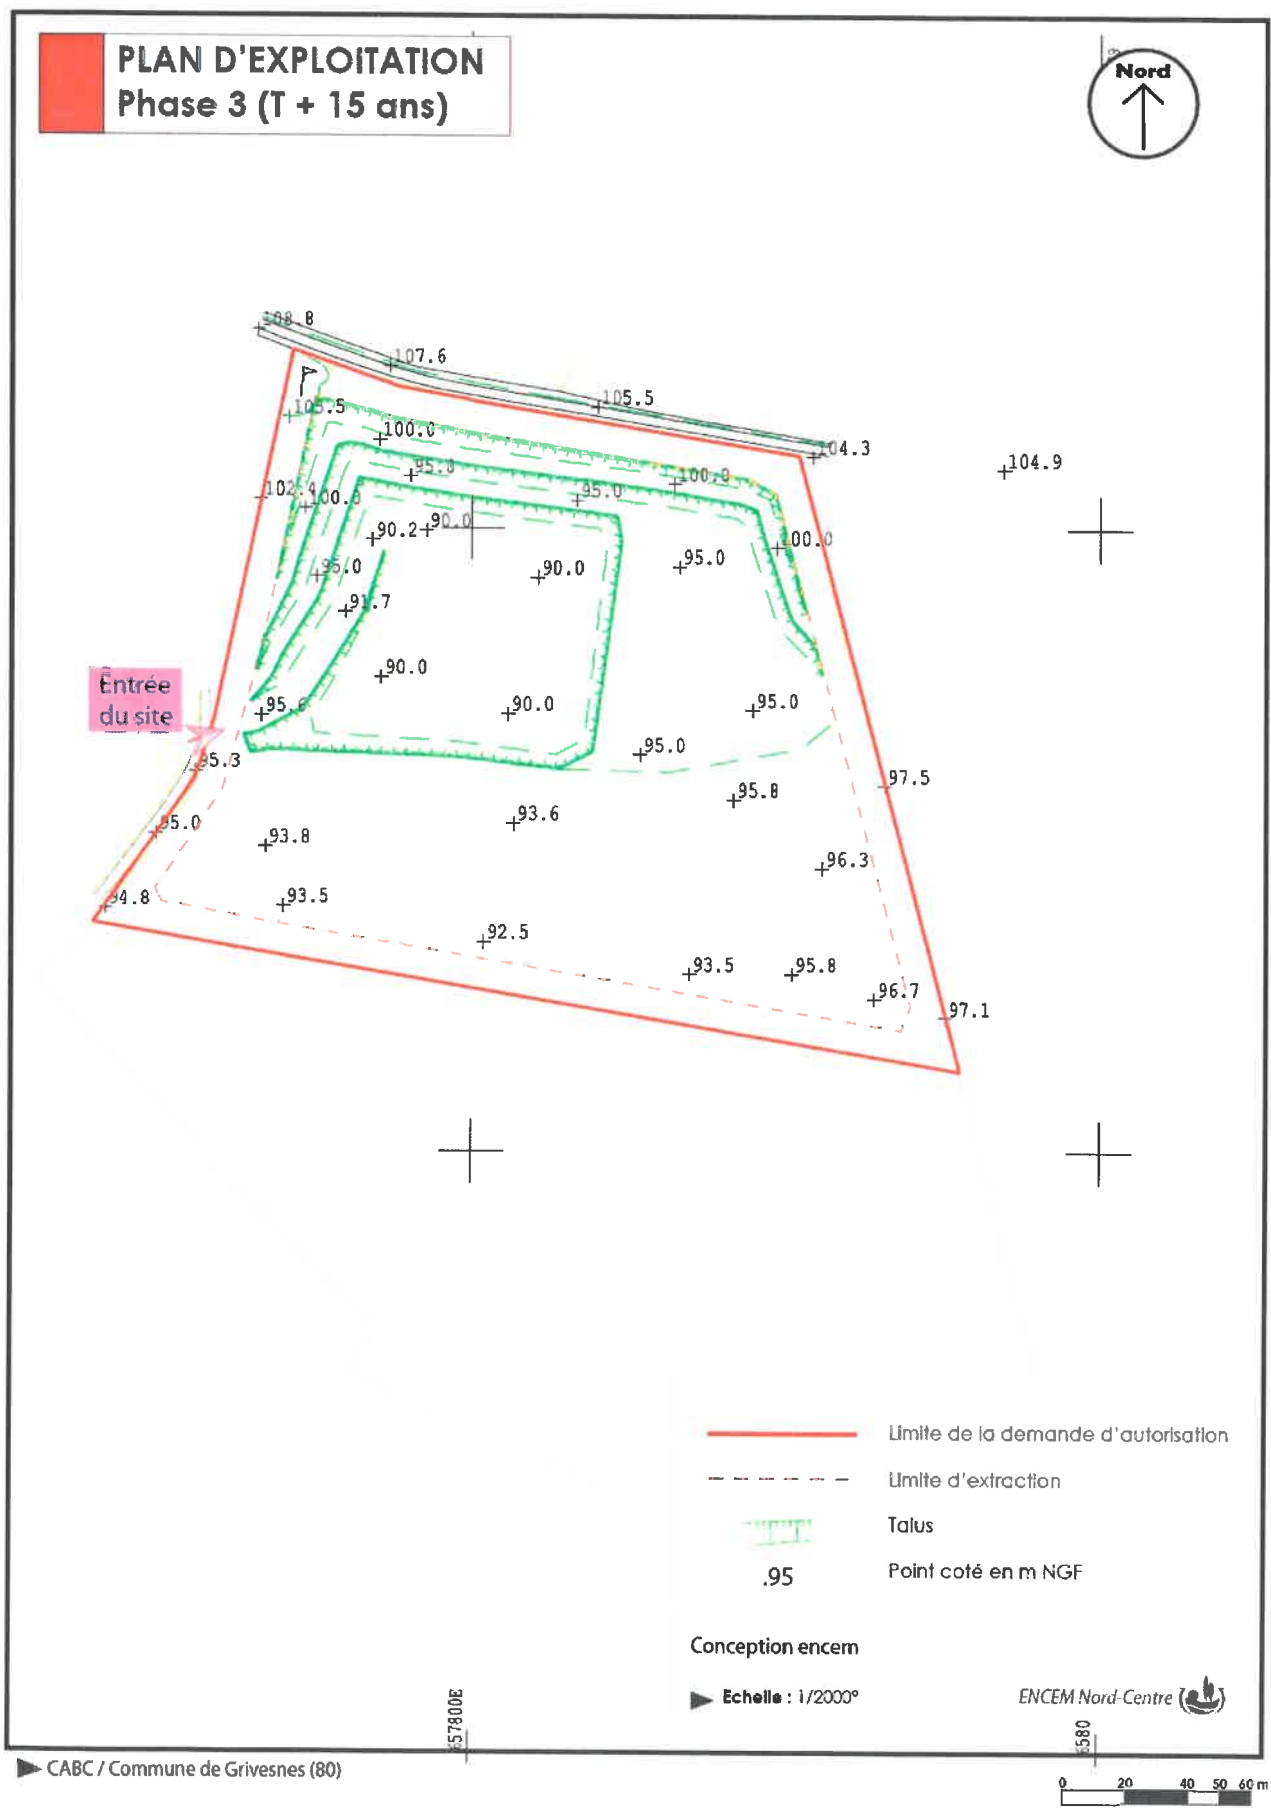 PLAN D'EXPLOITATION
Phase 3 (T + 15 ans)
Nord
108.8
107.6
105.5
104.3
104.9
105.5
100.0
95.0
100.0
102.4
100.0
95.0
90.0
90.2
100.0
95.0
90.0
95.0
91.7
90.0
Entrée
du site
95.6
90.0
95.0
95.0
95.3
97.5
95.8
95.0
93.6
93.8
96.3
94.8
93.5
92.5
93.5
95.8
96.7
97.1
Limite de la demande d'autorisation
Limite d'extraction
Talus
.95
Point coté en m NGF
Conception encem
Echelle : 1/2000°
ENCEM Nord-Centre
657800E
6580
CABC / Commune de Grivesnes (80)
0 20 40 50 60 m